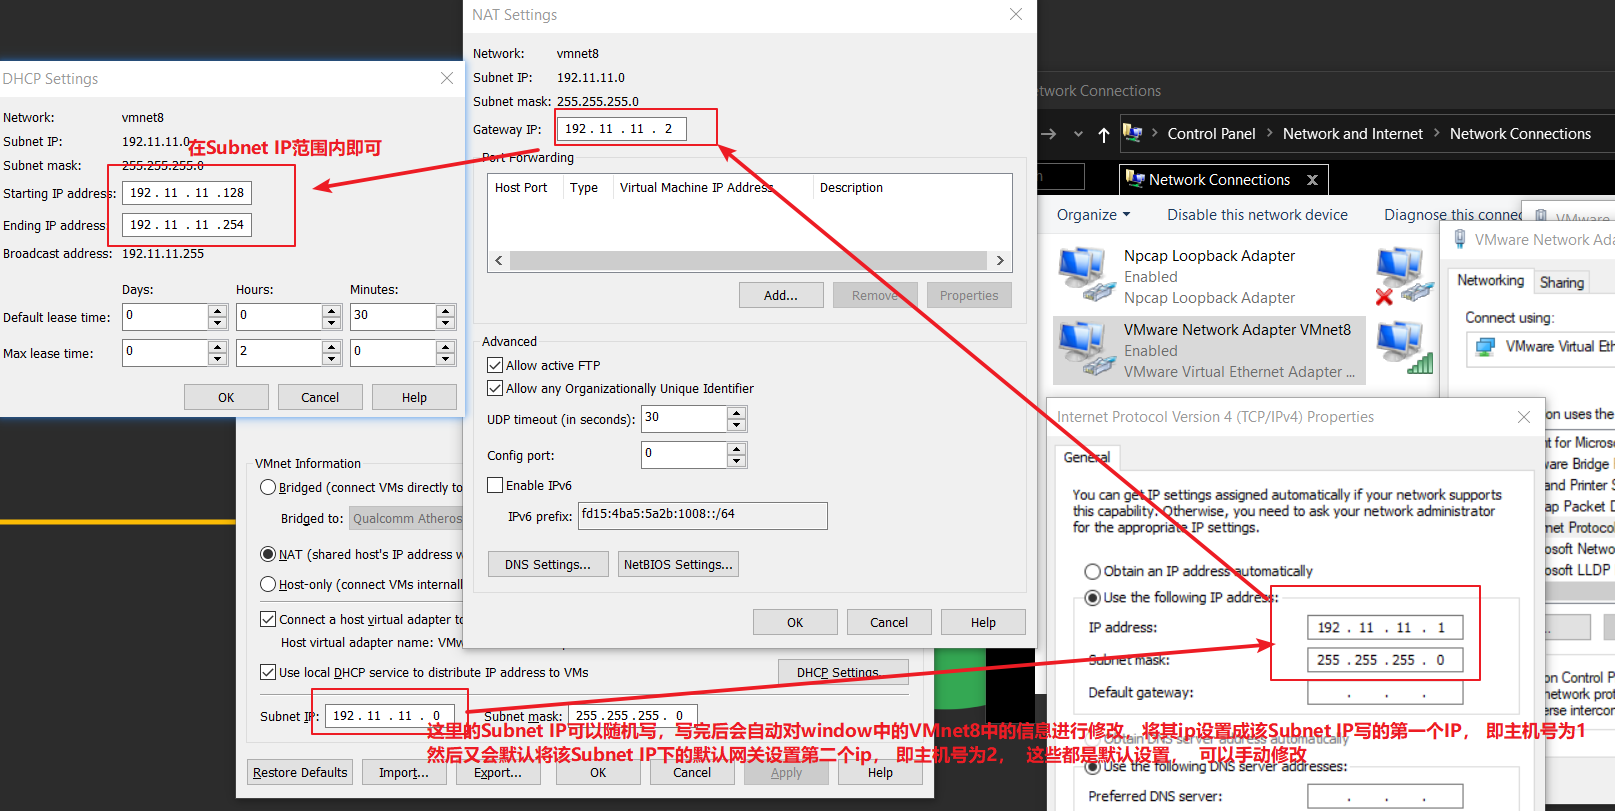 NAT Settings
Network: vmnet8
Subnet IP: 192.11.11.0
Subnet mask: 255.255.255.0
Gateway IP: 192 . 11 . 11 . 2
Port Forwarding
Host Port Type Virtual Machine IP Address Description
Add... Remove Properties
Advanced
Allow active FTP
Allow any Organizationally Unique Identifier
UDP timeout (in seconds): 30
Config port: 0
Enable IPv6
IPv6 prefix: fd15:4ba5:5a2b:1008::/64
DNS Settings... NetBIOS Settings...
OK Cancel Help
DHCP Settings
Network: vmnet8
Subnet IP: 192.11.11.0
在Subnet IP范围内即可
Subnet mask: 255.255.255.0
Starting IP address: 192 . 11 . 11 .128
Ending IP address: 192 . 11 . 11 .254
Broadcast address: 192.11.11.255
Days: Hours: Minutes:
Default lease time: 0 0 30
Max lease time: 0 2 0
OK Cancel Help
VMnet Information
Bridged (connect VMs directly to
Bridged to: Qualcomm Atheros
NAT (shared host's IP address w
Host-only (connect VMs internall
Connect a host virtual adapter to
Host virtual adapter name: VMw
Use local DHCP service to distribute IP address to VMs
DHCP Settings...
Subnet IP: 192 . 11 . 11 . 0 Subnet mask: 255 . 255 . 255 . 0
这里的Subnet IP可以随机写，写完后会自动对window中的VMnet8中的信息进行修改，将其ip设置成该Subnet IP写的第一个IP， 即主机号为1
然后又会默认将该Subnet IP下的默认网关设置第二个ip， 即主机号为2， 这些都是默认设置， 可以手动修改
Restore Defaults Import... Export... OK Cancel Apply Help
twork Connections
Control Panel Network and Internet Network Connections
Network Connections X
Organize Disable this network device Diagnose this connec
Npcap Loopback Adapter
Enabled
Npcap Loopback Adapter
VMware Network Adapter VMnet8
Enabled
VMware Virtual Ethernet Adapter ...
VMware
VMware Network Ada
Networking Sharing
Connect using:
VMware Virtual Eth
on uses the
t for Microso
ware Bridge
and Printer S
ap Packet D
net Protocol
osoft Netwo
osoft LLDP
on Control P
network prot
erse intercon
Internet Protocol Version 4 (TCP/IPv4) Properties
General
You can get IP settings assigned automatically if your network supports
this capability. Otherwise, you need to ask your network administrator
for the appropriate IP settings.
Obtain an IP address automatically
Use the following IP address:
IP address: 192 . 11 . 11 . 1
Subnet mask: 255 . 255 . 255 . 0
Default gateway: . . .
Obtain DNS server address automatically
Use the following DNS server addresses:
Preferred DNS server: . . .